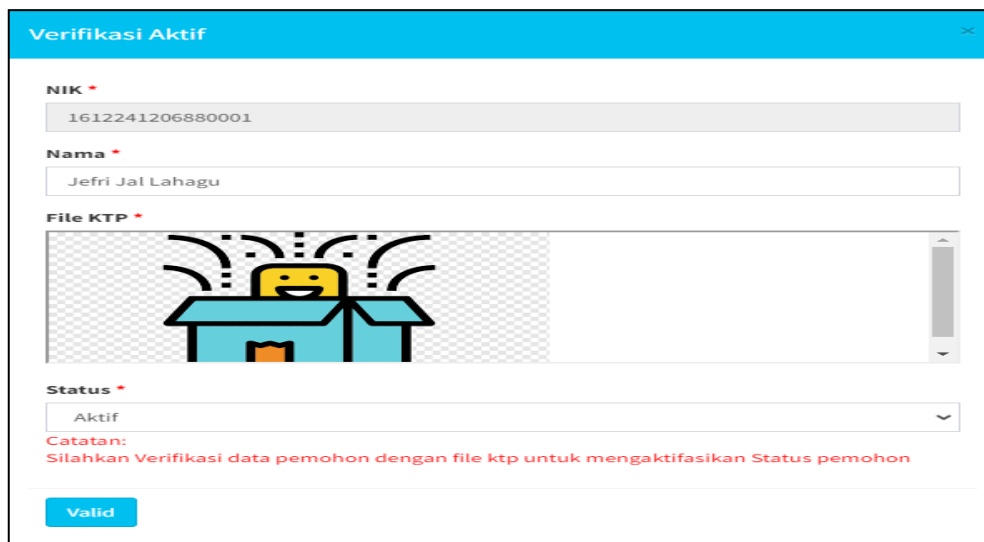 Verifikasi Aktif ×
NIK *
1612241206880001
Nama *
Jefri Jal Lahagu
File KTP *
Status *
Aktif
Catatan:
Silahkan Verifikasi data pemohon dengan file ktp untuk mengaktifasikan Status pemohon
Valid